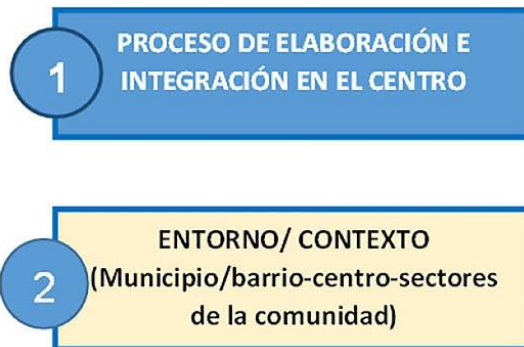 1
PROCESO DE ELABORACIÓN E
INTEGRACIÓN EN EL CENTRO
2
ENTORNO/ CONTEXTO
(Municipio/barrio-centro-sectores
de la comunidad)